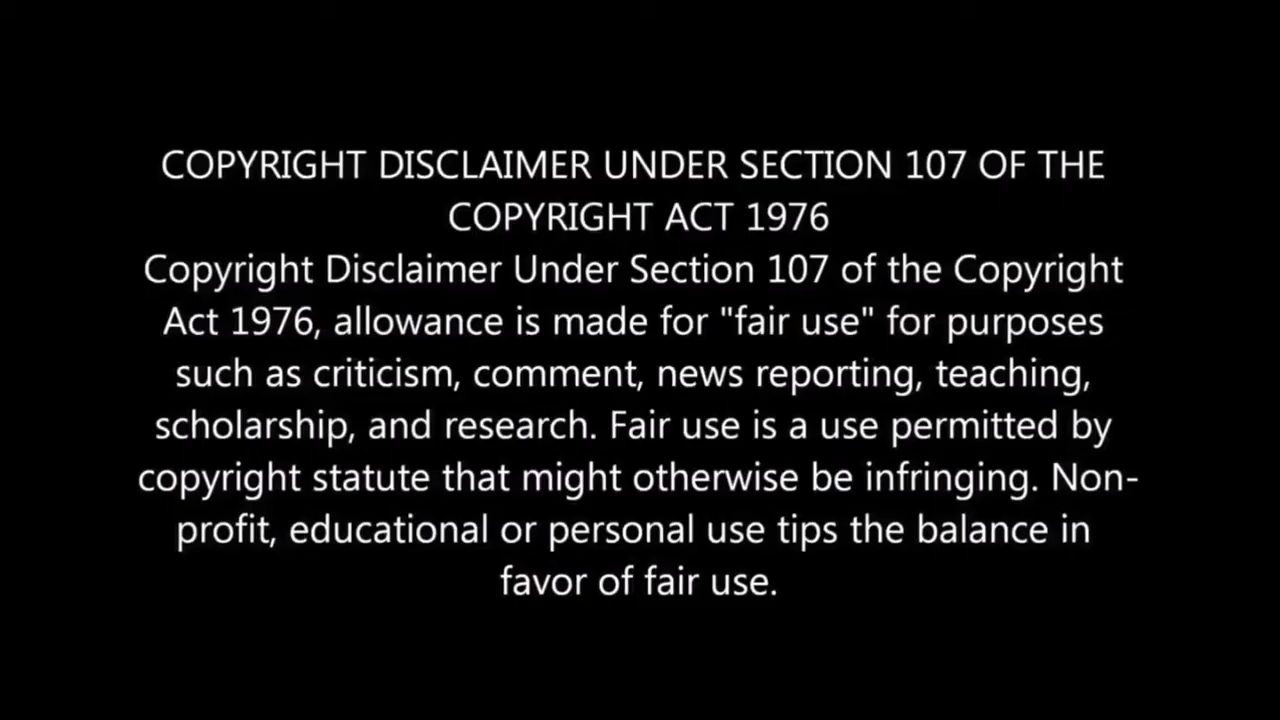 COPYRIGHT DISCLAIMER UNDER SECTION 107 OF THE
COPYRIGHT ACT 1976
Copyright Disclaimer Under Section 107 of the Copyright
Act 1976, allowance is made for "fair use" for purposes
such as criticism, comment, news reporting, teaching,
scholarship, and research. Fair use is a use permitted by
copyright statute that might otherwise be infringing. Non-
profit, educational or personal use tips the balance in
favor of fair use.